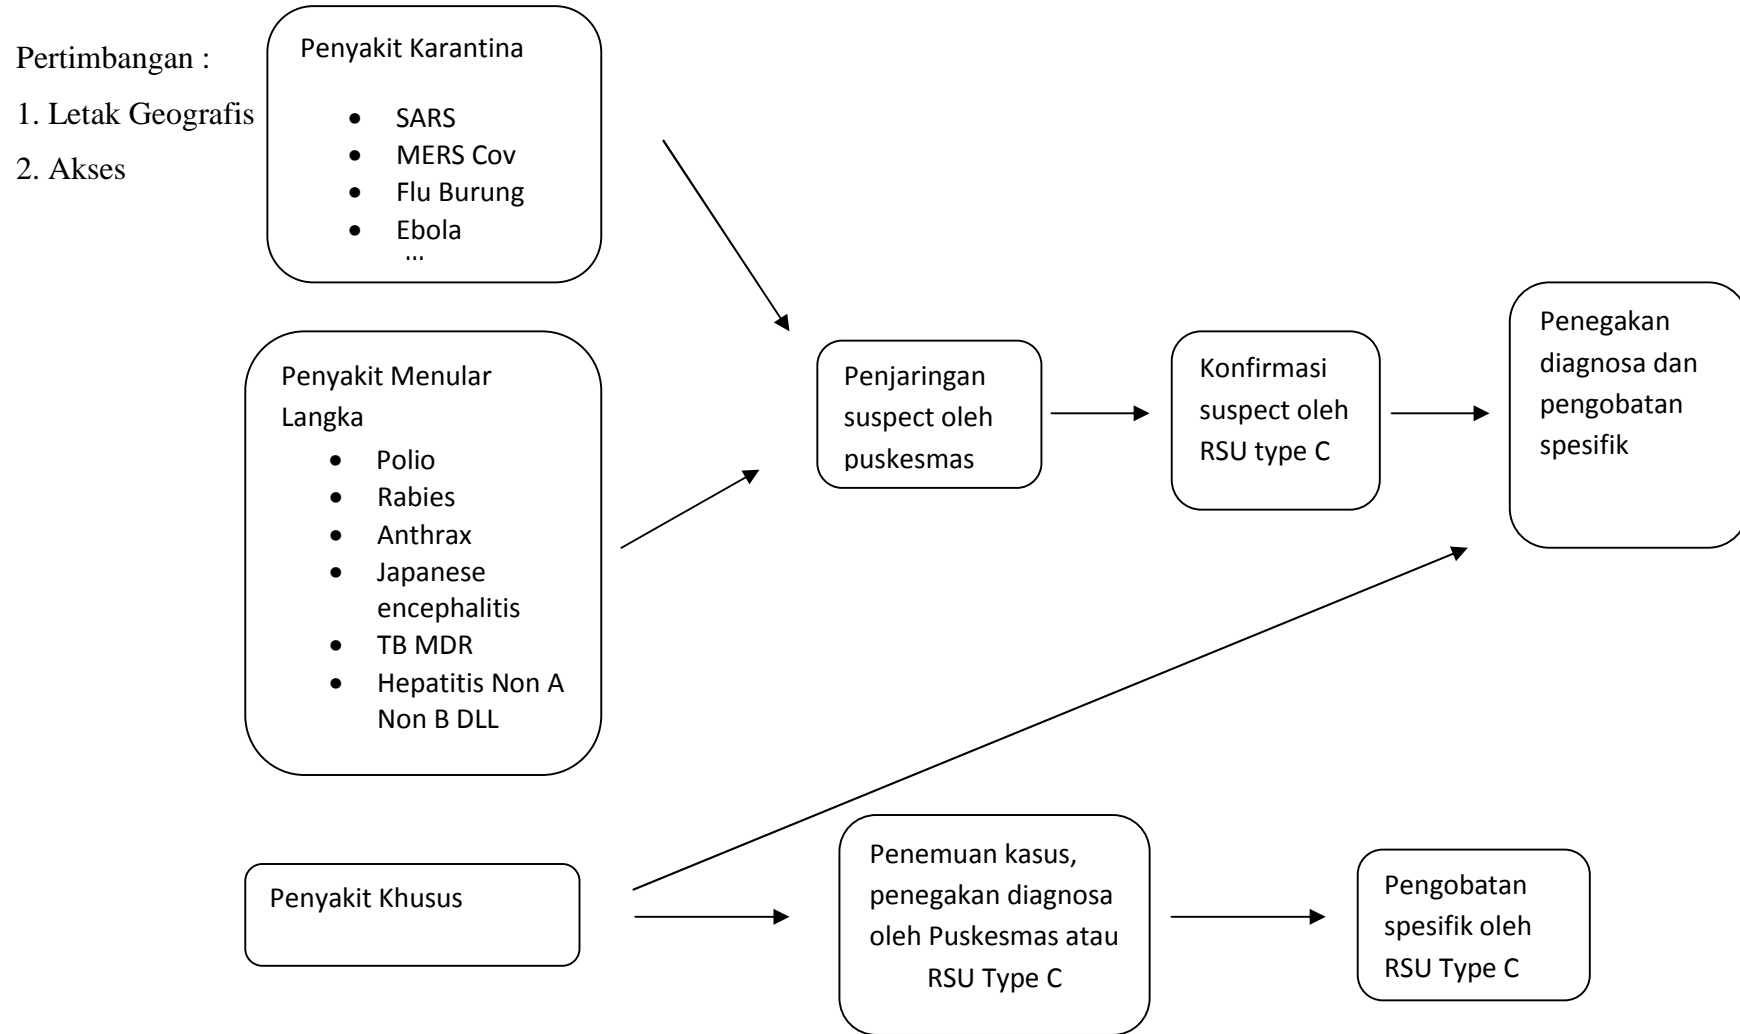 Pertimbangan :
1. Letak Geografis
2. Akses
Penyakit Karantina
• SARS
• MERS Cov
• Flu Burung
• Ebola
...
Penyakit Menular
Langka
• Polio
• Rabies
• Anthrax
• Japanese
encephalitis
• TB MDR
• Hepatitis Non A
Non B DLL
Penjaringan
suspect oleh
puskesmas
Konfirmasi
suspect oleh
RSU type C
Penegakan
diagnosa dan
pengobatan
spesifik
Penyakit Khusus
Penemuan kasus,
penegakan diagnosa
oleh Puskesmas atau
RSU Type C
Pengobatan
spesifik oleh
RSU Type C